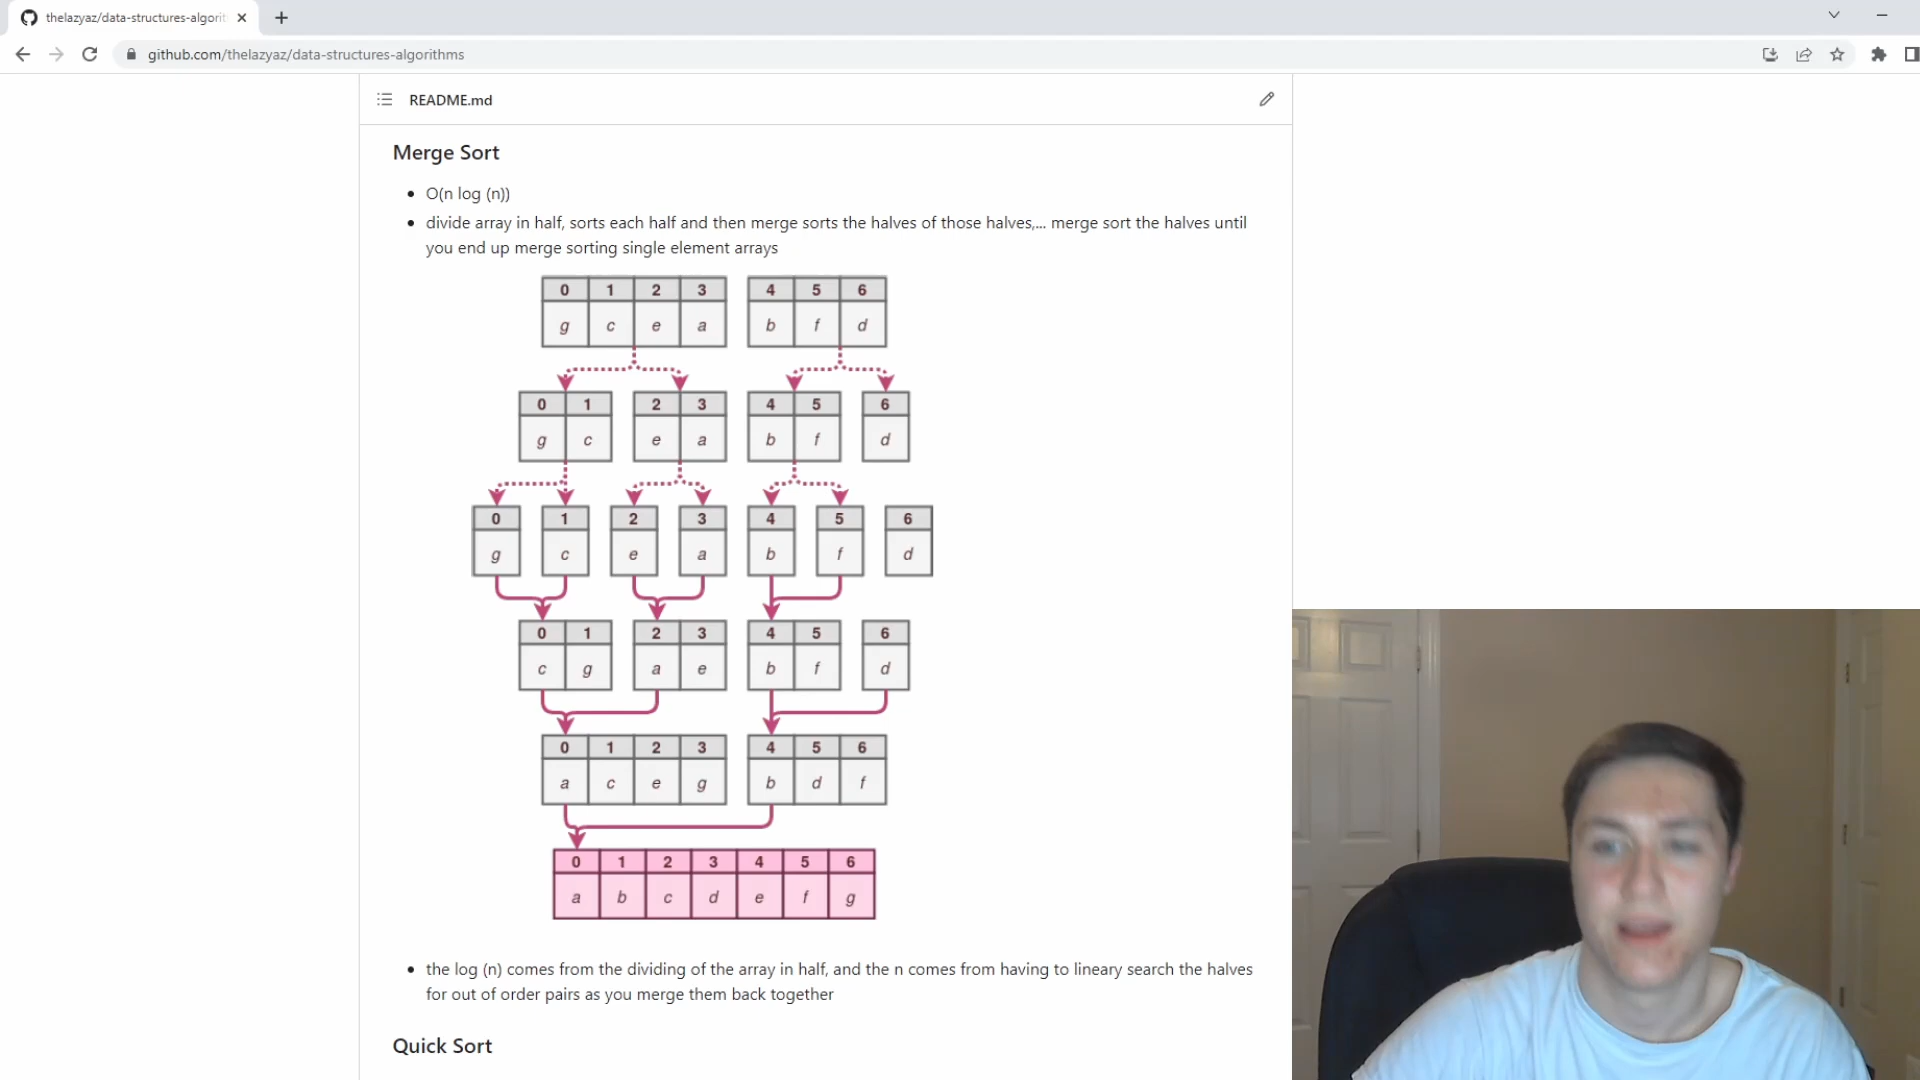 thelazyaz/data-structures-algorit
github.com/thelazyaz/data-structures-algorithms
README.md
Merge Sort
O(n log (n))
divide array in half, sorts each half and then merge sorts the halves of those halves,... merge sort the halves until
you end up merge sorting single element arrays
0 1 2 3 4 5 6
g c e a b f d
0 1 2 3 4 5 6
g c e a b f d
0 1 2 3 4 5 6
g c e a b f d
0 1 2 3 4 5 6
c g a e b f d
0 1 2 3 4 5 6
a c e g b d f
0 1 2 3 4 5 6
a b c d e f g
the log (n) comes from the dividing of the array in half, and the n comes from having to lineary search the halves
for out of order pairs as you merge them back together
Quick Sort